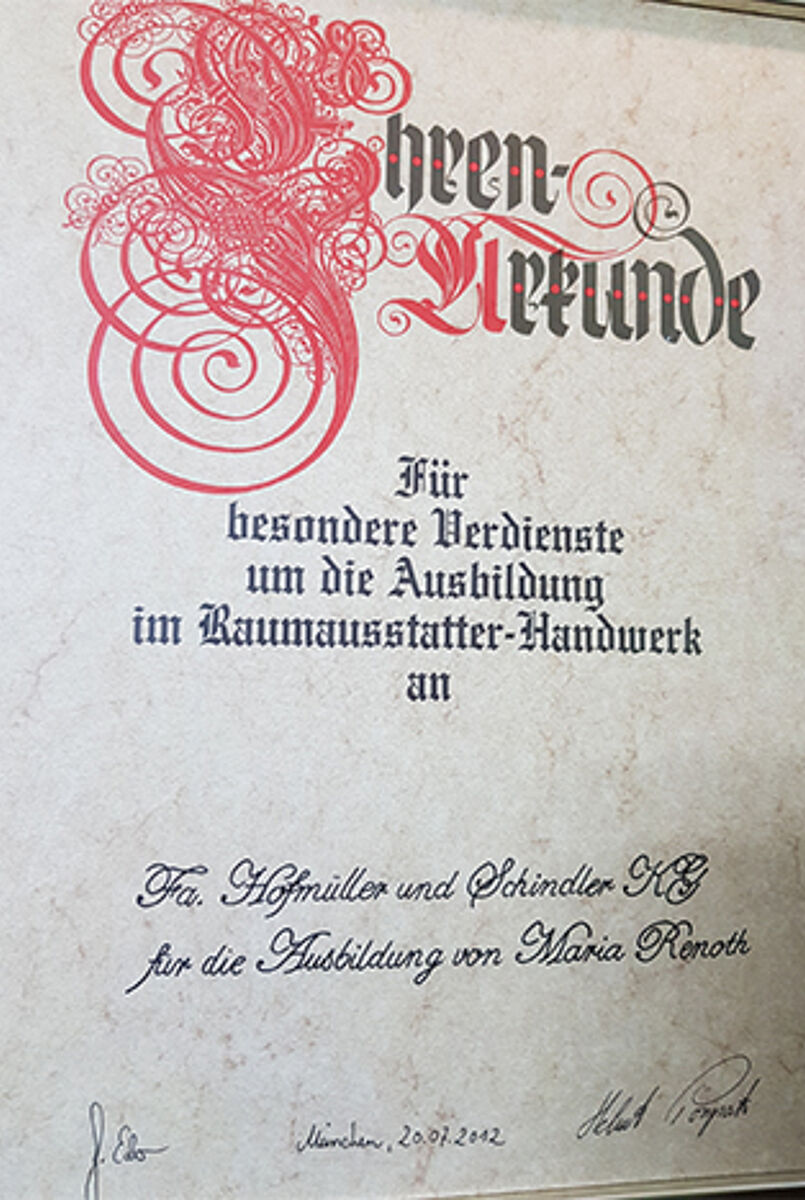 Ehren-
Urkunde
Für
besondere Verdienste
um die Ausbildung
im Raumausstatter-Handwerk
an
Fa. Hofmüller und Schindler KG
für die Ausbildung von Maria Renoth
München, 20.07.2012
Helmut